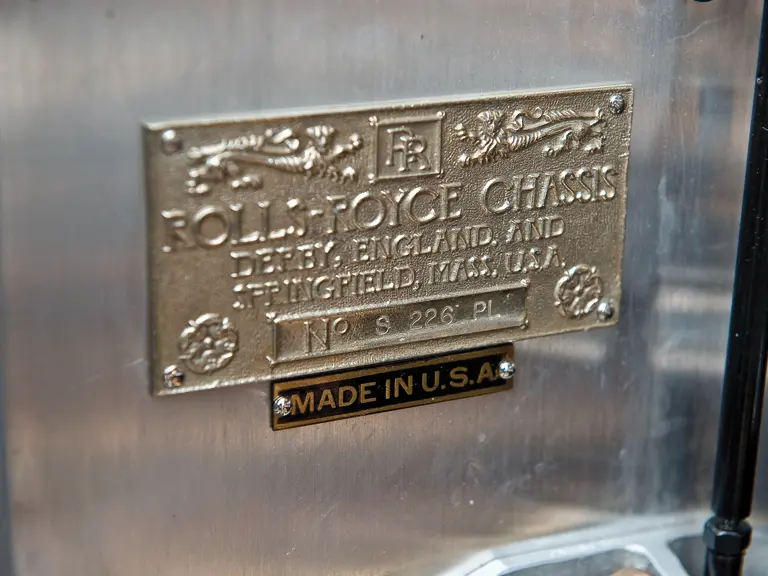 RR
ROLLS-ROYCE CHASSIS
DERBY, ENGLAND, AND
SPRINGFIELD, MASS. U.S.A.
No S 226 PL
MADE IN U.S.A.